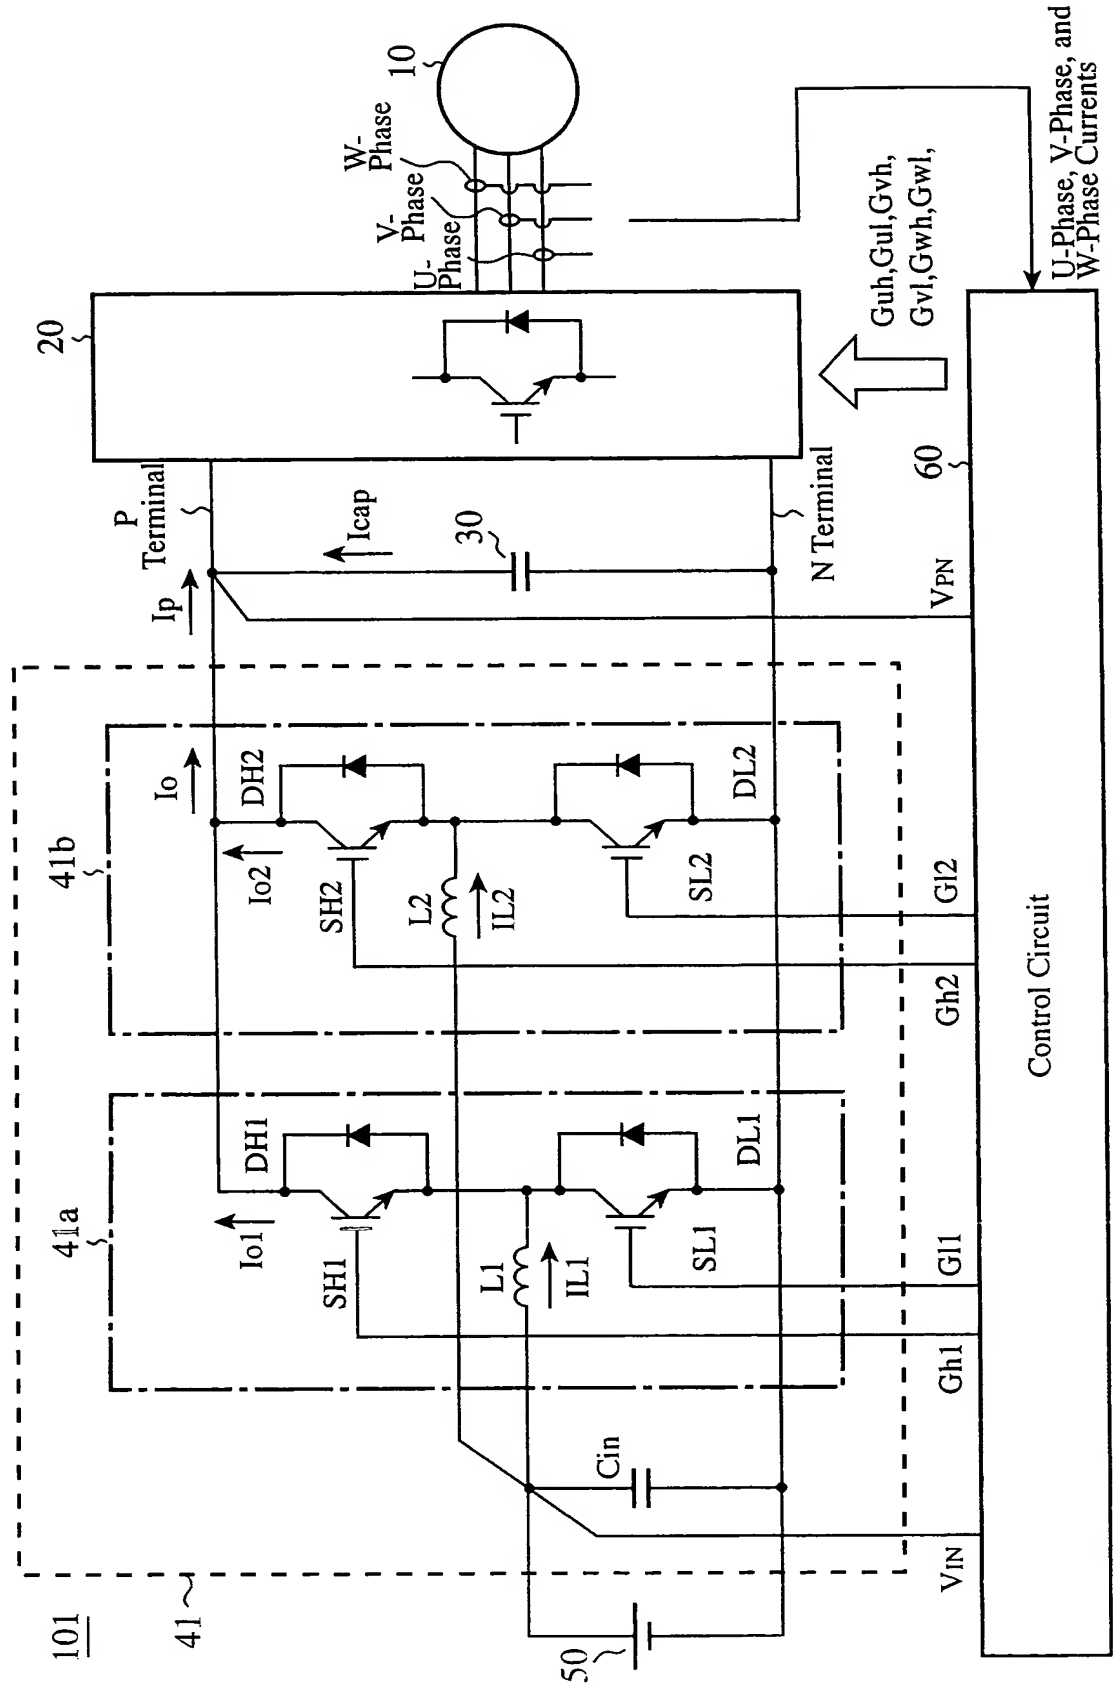 101
41
41a
41b
Io1
DH1
SH1
L1
IL1
SL1
DL1
Io2
Io
DH2
SH2
L2
IL2
SL2
DL2
Cin
50
Ip
P
Terminal
Icap
30
N Terminal
20
U-
Phase
V-
Phase
W-
Phase
10
VIN
Gh1
Gl1
Gh2
Gl2
VPN
60
Guh,Gul,Gvh,
Gvl,Gwh,Gwl,
U-Phase, V-Phase, and
W-Phase Currents
Control Circuit